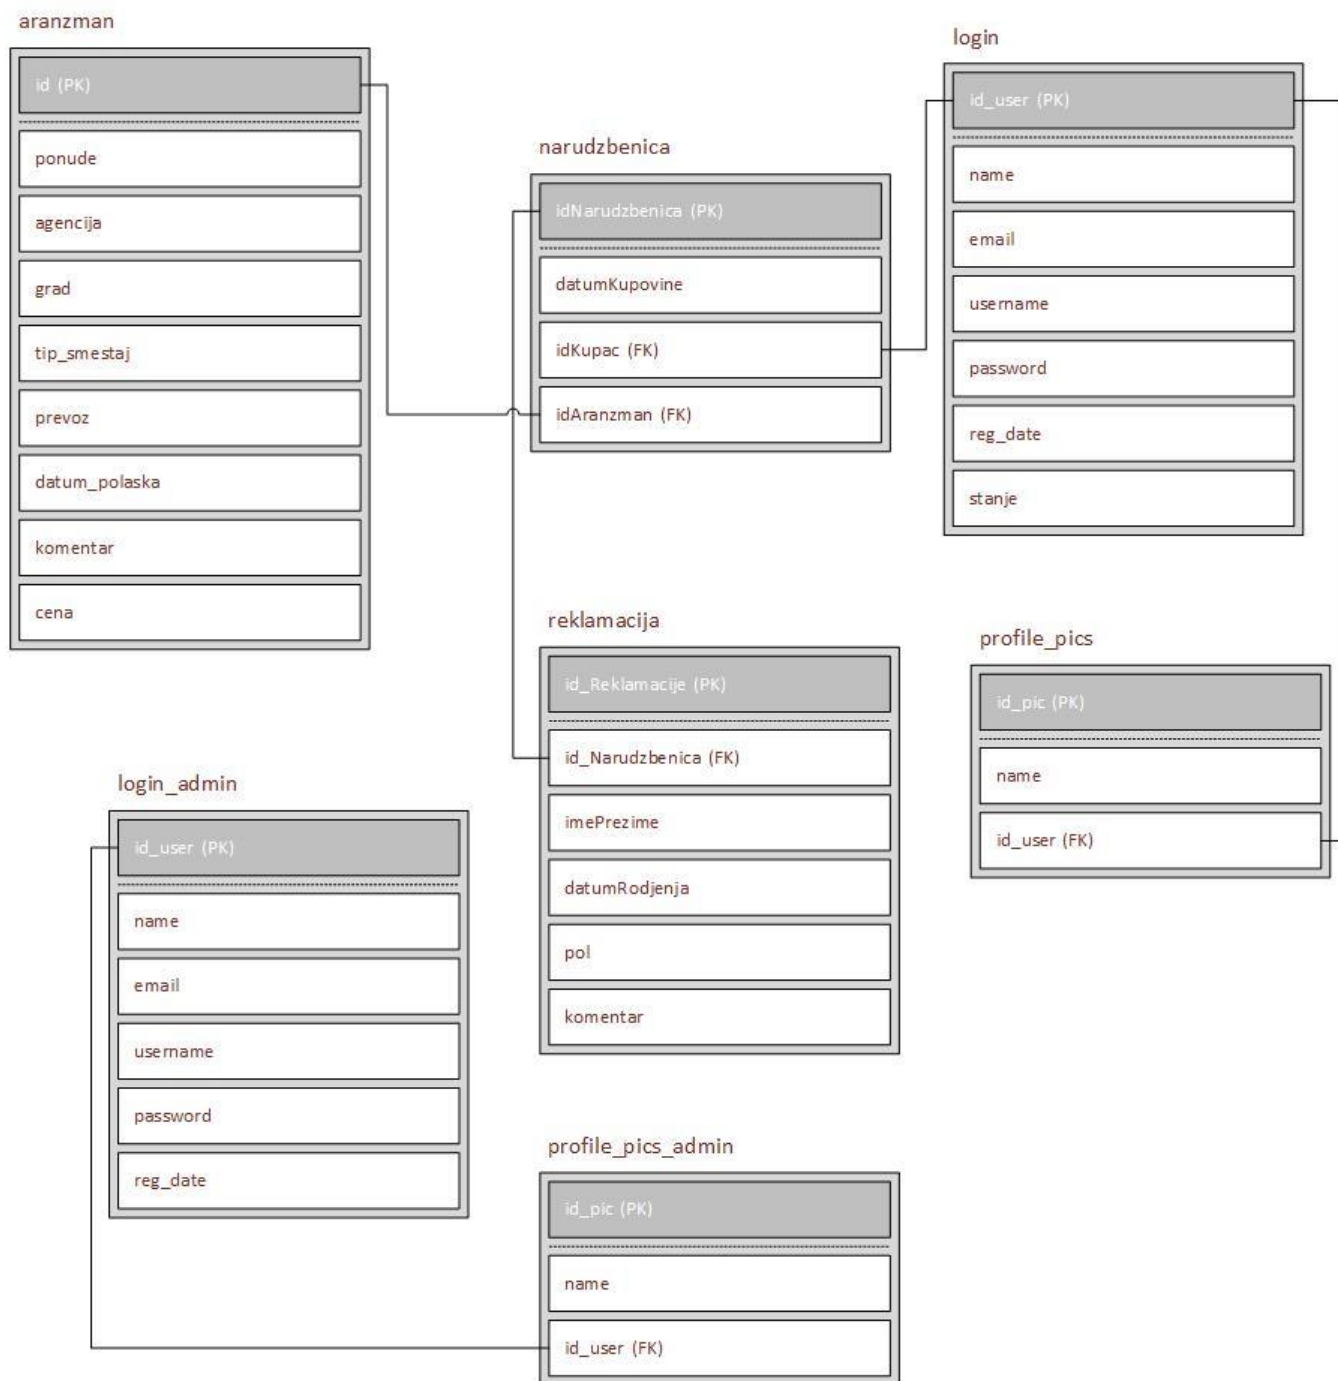 aranzman
id (PK)
ponude
agencija
grad
tip_smestaj
prevoz
datum_polaska
komentar
cena
narudzbenica
idNarudzbenica (PK)
datumKupovine
idKupac (FK)
idAranzman (FK)
login
id_user (PK)
name
email
username
password
reg_date
stanje
reklamacija
id_Reklamacije (PK)
id_Narudzbenica (FK)
imePrezime
datumRodjenja
pol
komentar
profile_pics
id_pic (PK)
name
id_user (FK)
login_admin
id_user (PK)
name
email
username
password
reg_date
profile_pics_admin
id_pic (PK)
name
id_user (FK)